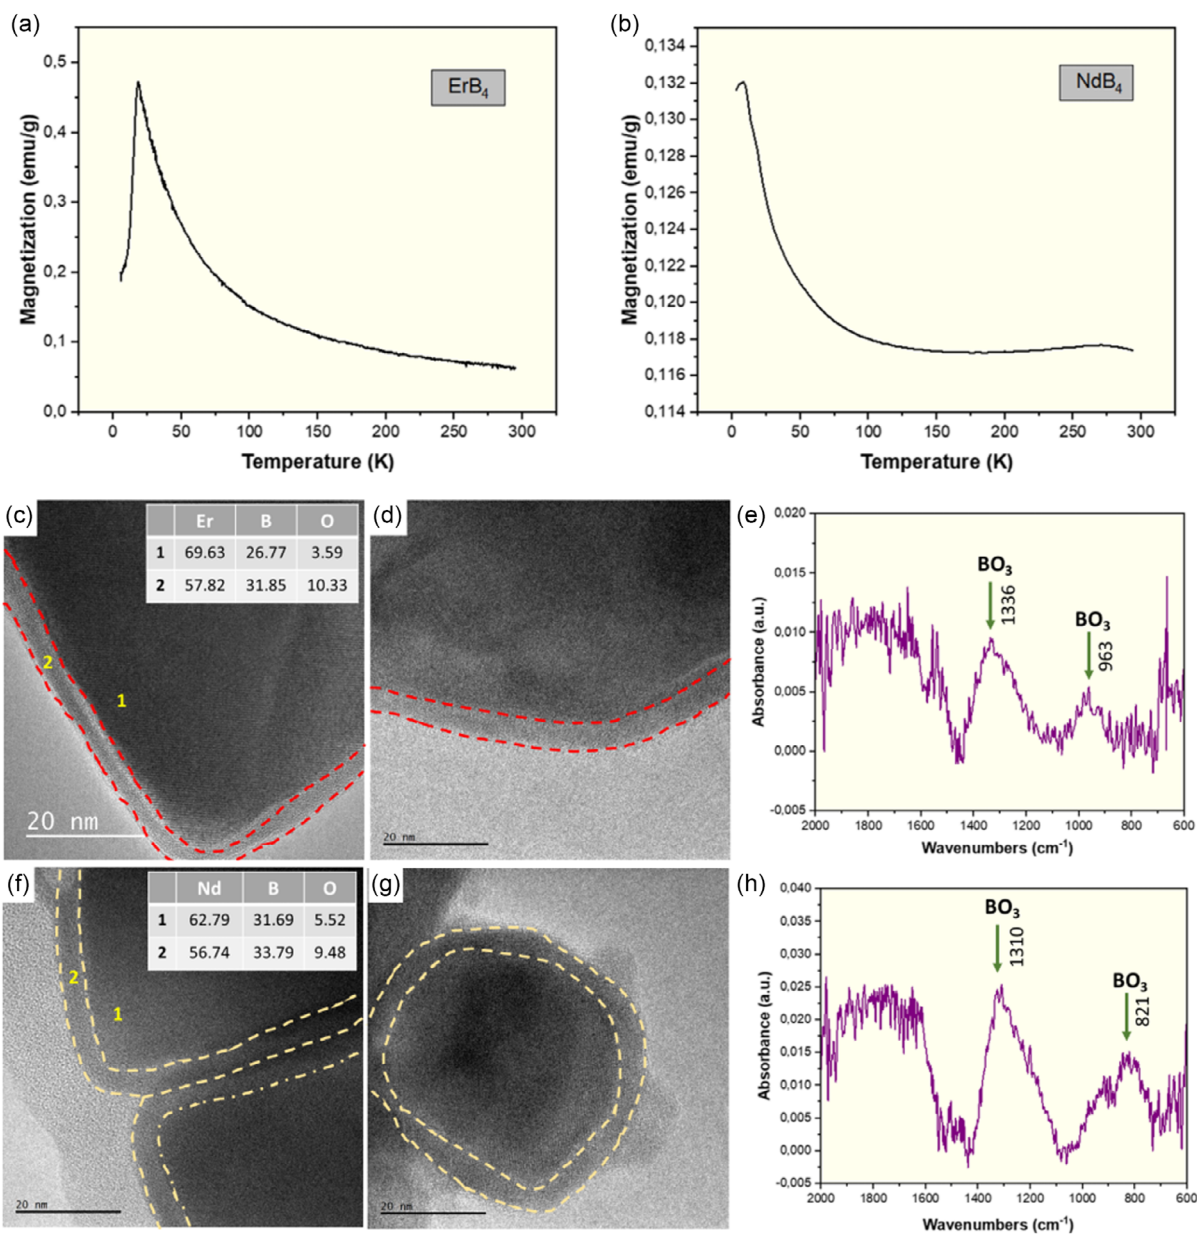 (a)
ErB4
0,5
0,4
0,3
0,2
0,1
0,0
Magnetization (emu/g)
0 50 100 150 200 250 300
Temperature (K)
(b)
NdB4
0,134
0,132
0,130
0,128
0,126
0,124
0,122
0,120
0,118
0,116
0,114
Magnetization (emu/g)
0 50 100 150 200 250 300
Temperature (K)
(c)
Er B O
1 69.63 26.77 3.59
2 57.82 31.85 10.33
2
1
20 nm
(d)
20 nm
(e)
0,020
0,015
0,010
0,005
0,000
-0,005
Absorbance (a.u.)
BO3
1336
BO3
963
2000 1800 1600 1400 1200 1000 800 600
Wavenumbers (cm-1)
(f)
Nd B O
1 62.79 31.69 5.52
2 56.74 33.79 9.48
2
1
20 nm
(g)
20 nm
(h)
0,040
0,035
0,030
0,025
0,020
0,015
0,010
0,005
0,000
-0,005
Absorbance (a.u.)
BO3
1310
BO3
821
2000 1800 1600 1400 1200 1000 800 600
Wavenumbers (cm-1)